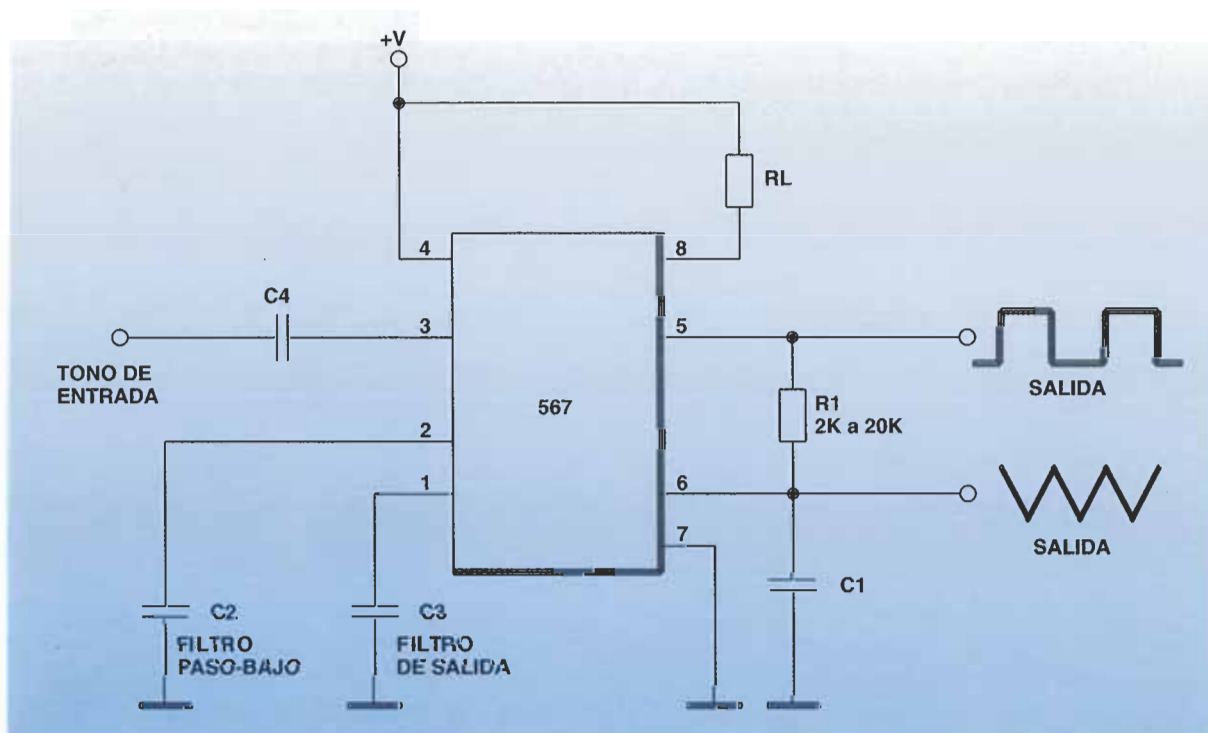 +V
RL
4
8
C4
3
5
TONO DE
ENTRADA
SALIDA
567
R1
2K a 20K
2
1
6
7
SALIDA
C1
C2
FILTRO
PASO-BAJO
C3
FILTRO
DE SALIDA